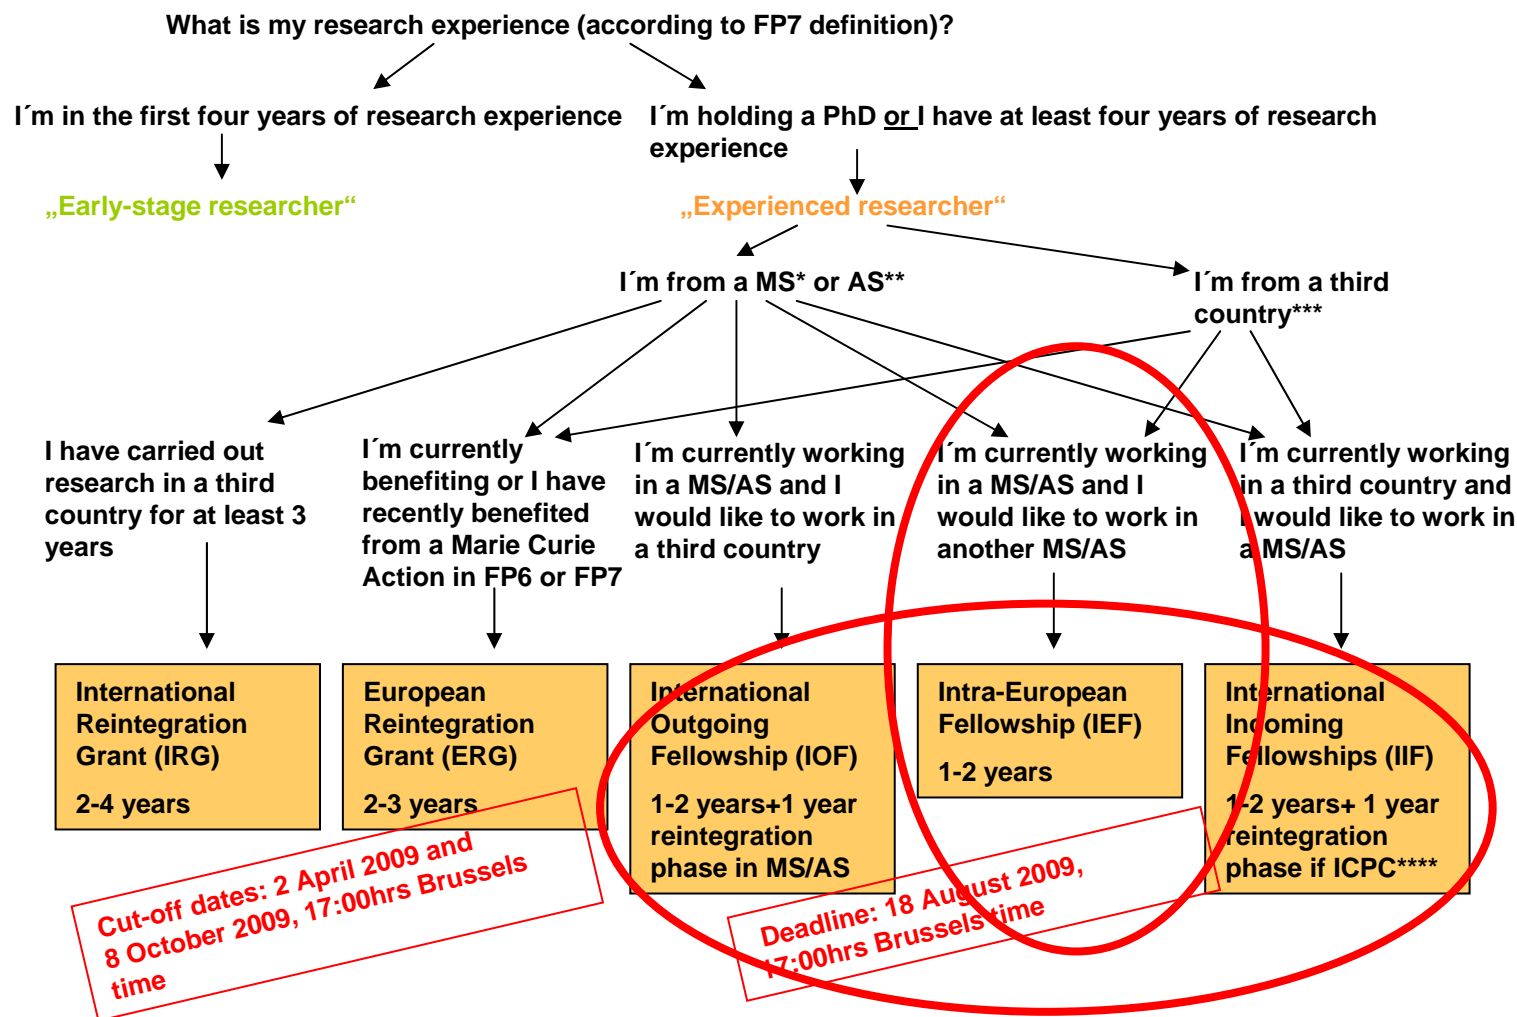 What is my research experience (according to FP7 definition)?
I´m in the first four years of research experience
I´m holding a PhD or I have at least four years of research
experience
„Early-stage researcher“
„Experienced researcher“
I´m from a MS* or AS**
I´m from a third
country***
I have carried out
research in a third
country for at least 3
years
I´m currently
benefiting or I have
recently benefited
from a Marie Curie
Action in FP6 or FP7
I´m currently working
in a MS/AS and I
would like to work in
a third country
I´m currently working
in a MS/AS and I
would like to work in
another MS/AS
I´m currently working
in a third country and
I would like to work in
a MS/AS
International
Reintegration
Grant (IRG)
2-4 years
European
Reintegration
Grant (ERG)
2-3 years
International
Outgoing
Fellowship (IOF)
1-2 years+1 year
reintegration
phase in MS/AS
Intra-European
Fellowship (IEF)
1-2 years
International
Incoming
Fellowships (IIF)
1-2 years+ 1 year
reintegration
phase if ICPC****
Cut-off dates: 2 April 2009 and
8 October 2009, 17:00hrs Brussels
time
Deadline: 18 August 2009,
17:00hrs Brussels time